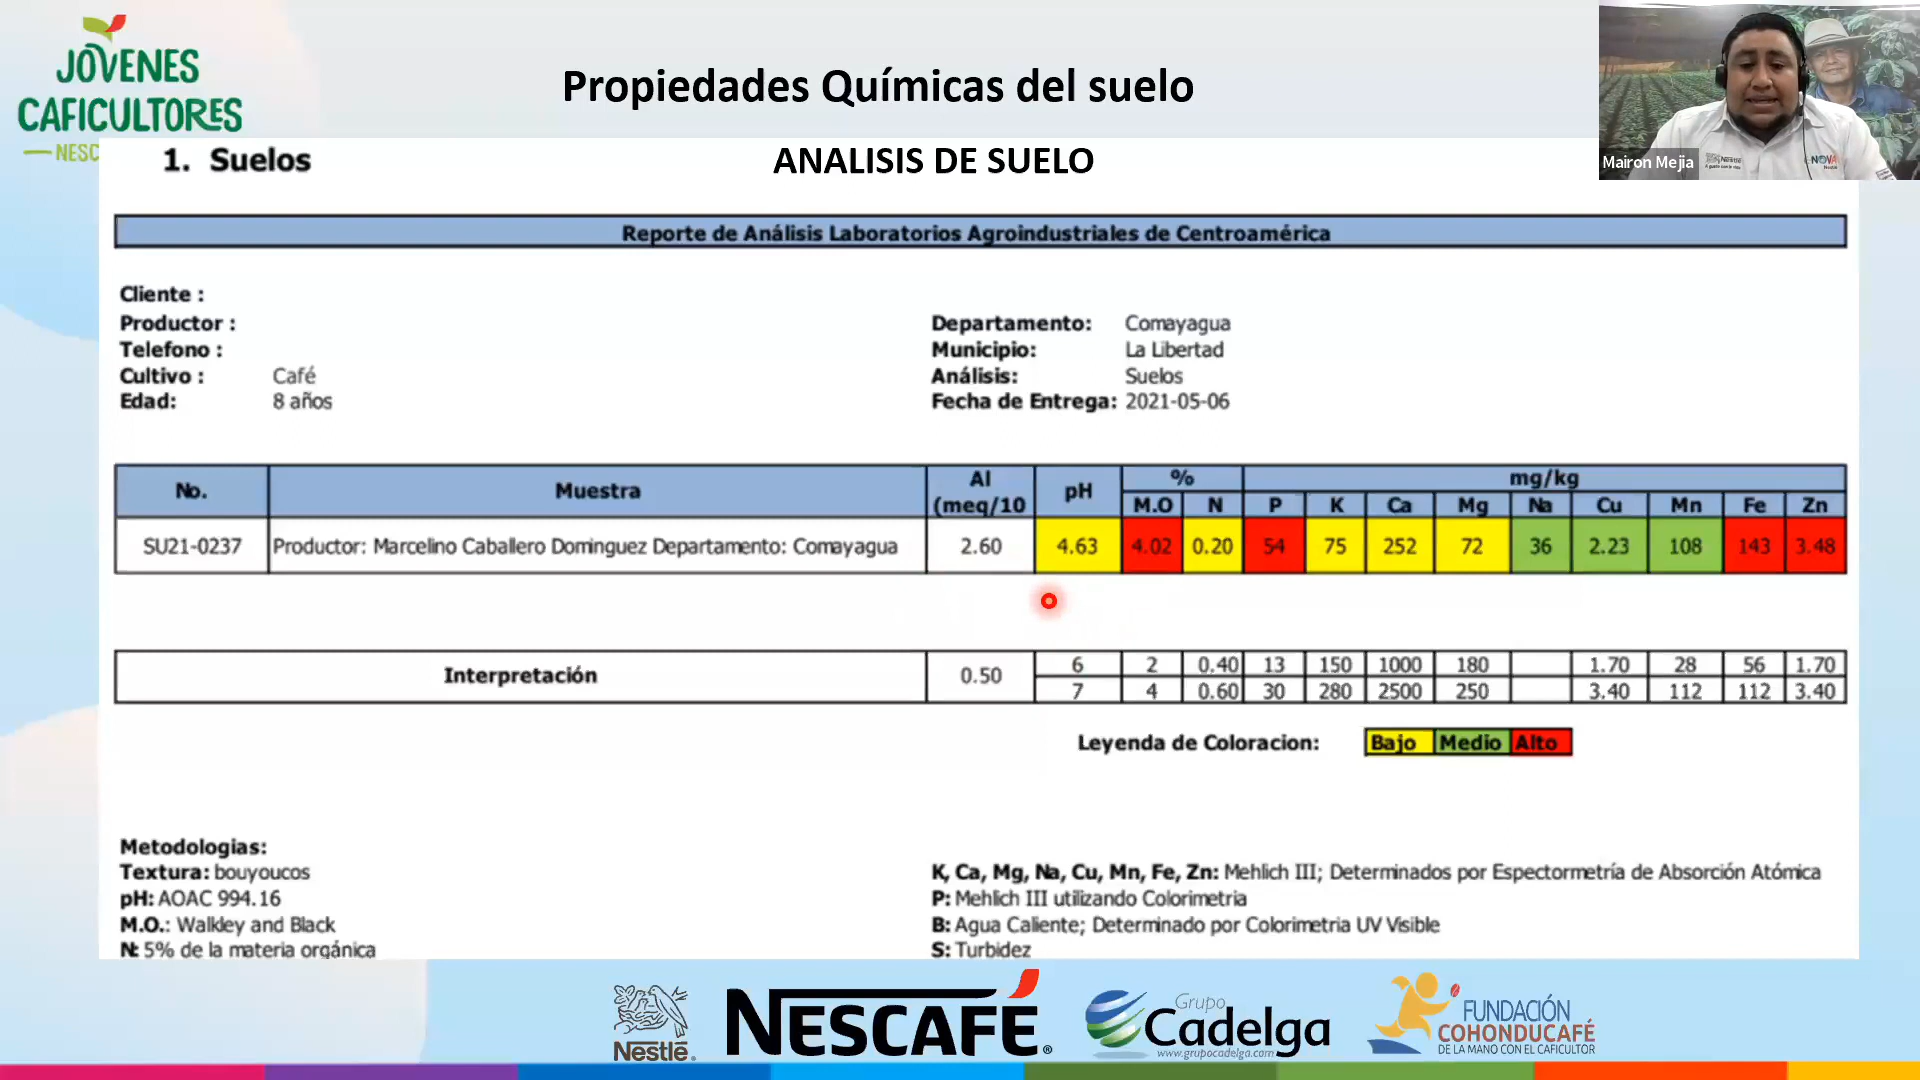 JÓVENES
CAFICULTORES
NESC
Propiedades Químicas del suelo
Mairon Mejia
Nestlé
NOVA
1. Suelos
ANALISIS DE SUELO
Reporte de Análisis Laboratorios Agroindustriales de Centroamérica
Cliente :
Productor :
Telefono :
Cultivo : Café
Edad: 8 años
Departamento: Comayagua
Municipio: La Libertad
Análisis: Suelos
Fecha de Entrega: 2021-05-06
No. Muestra Al (meq/10 pH % mg/kg
M.O N P K Ca Mg Na Cu Mn Fe Zn
SU21-0237 Productor: Marcelino Caballero Dominguez Departamento: Comayagua 2.60 4.63 4.02 0.20 54 75 252 72 36 2.23 108 143 3.48
Interpretación 0.50 6 2 0.40 13 150 1000 180 1.70 28 56 1.70
7 4 0.60 30 280 2500 250 3.40 112 112 3.40
Leyenda de Coloracion: Bajo Medio Alto
Metodologias:
Textura: bouyoucos
pH: AOAC 994.16
M.O.: Walkley and Black
N: 5% de la materia orgánica
K, Ca, Mg, Na, Cu, Mn, Fe, Zn: Mehlich III; Determinados por Espectormetría de Absorción Atómica
P: Mehlich III utilizando Colorimetria
B: Agua Caliente; Determinado por Colorimetria UV Visible
S: Turbidez
Nestlé.
NESCAFÉ®
Grupo
Cadelga
www.grupocadelga.com
FUNDACIÓN
COHONDUCAFÉ
DE LA MANO CON EL CAFICULTOR